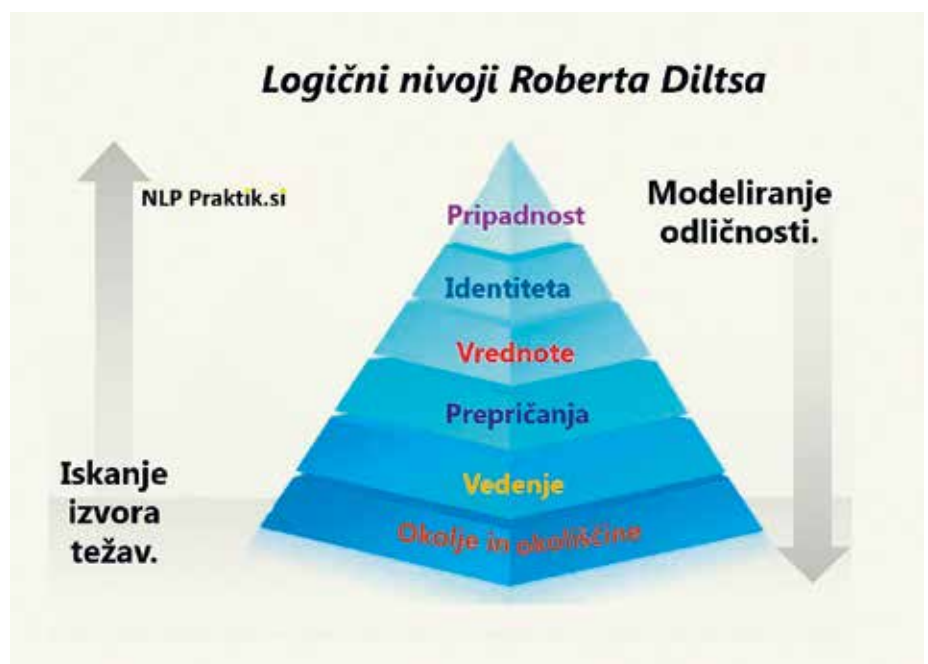 Logični nivoji Roberta Diltsa
NLP Praktik.si
Modeliranje
odličnosti.
Pripadnost
Identiteta
Vrednote
Prepričanja
Vedenje
Okolje in okoliščine
Iskanje
izvora
težav.